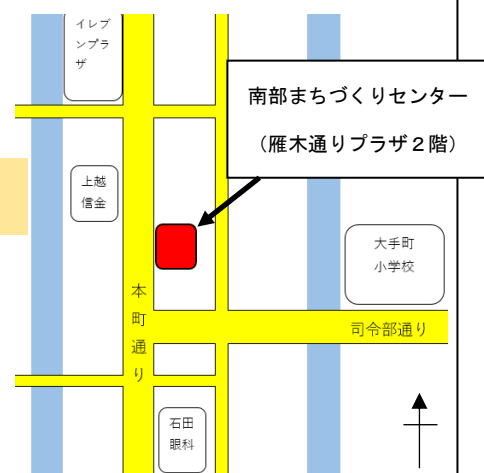 イレブ
ンプラ
ザ
南部まちづくりセンター
（雁木通りプラザ２階）
上越
信金
大手町
小学校
本町通り
司令部通り
石田
眼科